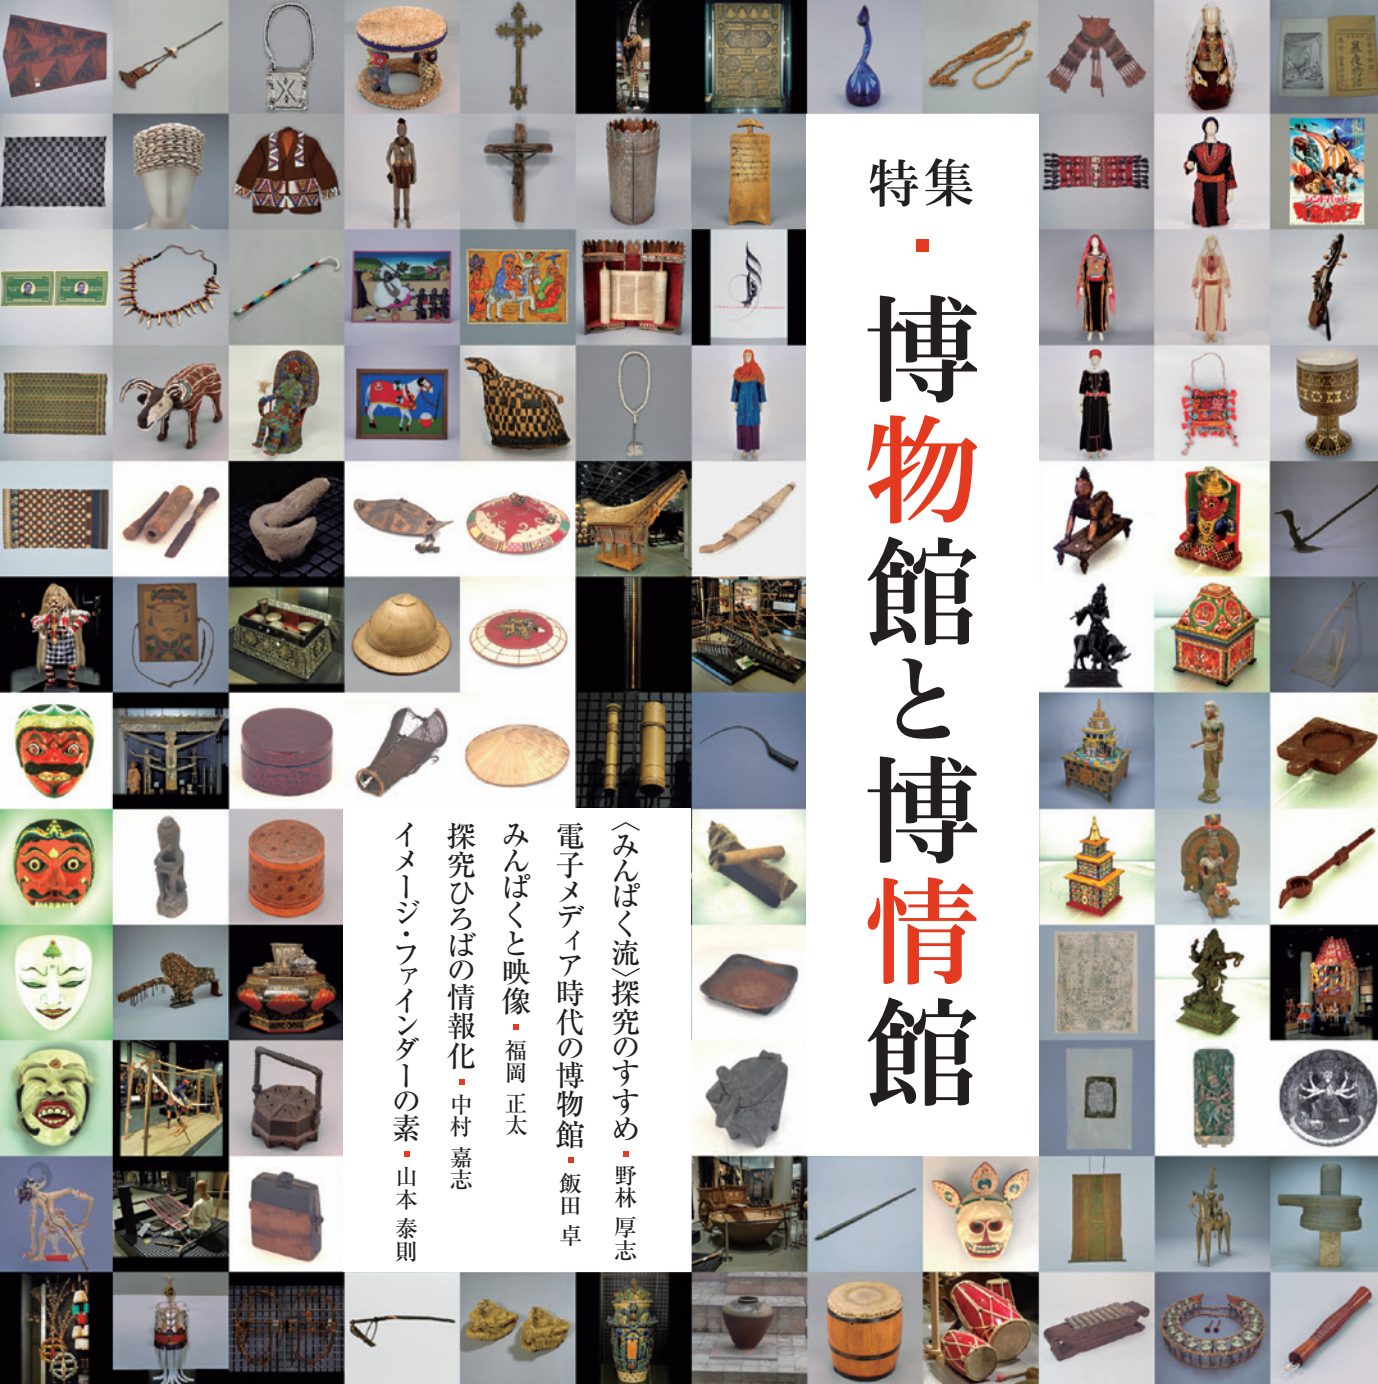 特集
博物館と博情館
〈みんぱく流〉探究のすすめ・野林 厚志
電子メディア時代の博物館・飯田 卓
みんぱくと映像・福岡 正太
探究ひろばの情報化・中村 嘉志
イメージ・ファインダーの素・山本 泰則